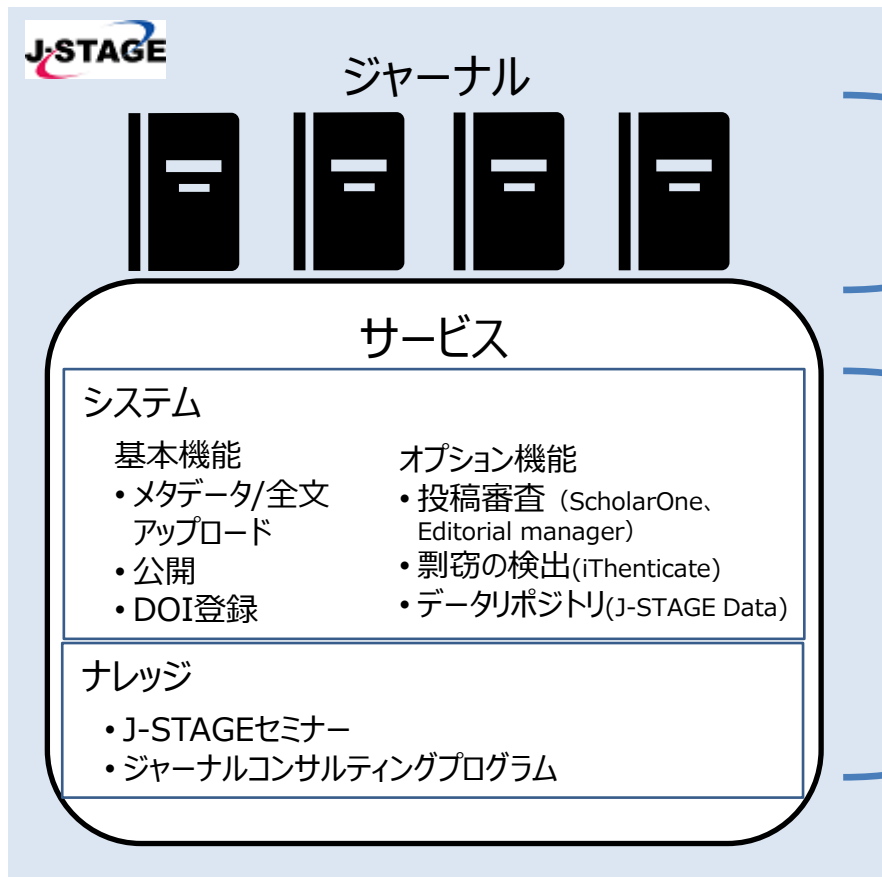 J-STAGE
ジャーナル
サービス
システム
基本機能
• メタデータ/全文
アップロード
• 公開
• DOI登録
オプション機能
• 投稿審査（ScholarOne、
Editorial manager）
• 剽窃の検出(iThenticate)
• データリポジトリ(J-STAGE Data)
ナレッジ
• J-STAGEセミナー
• ジャーナルコンサルティングプログラム